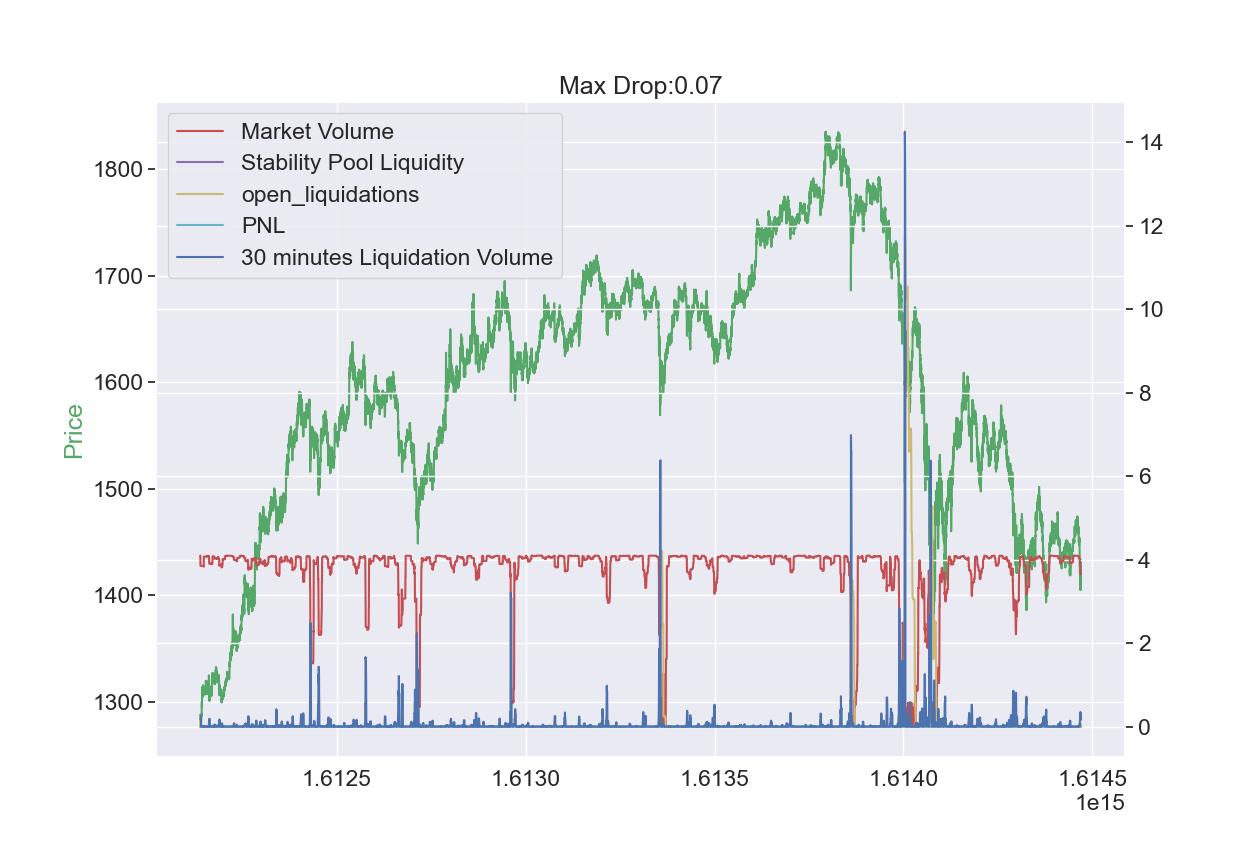 Max Drop:0.07
Market Volume
Stability Pool Liquidity
open_liquidations
PNL
30 minutes Liquidation Volume
Price
1800
1700
1600
1500
1400
1300
14
12
10
8
6
4
2
0
1.6125
1.6130
1.6135
1.6140
1.6145
1e15